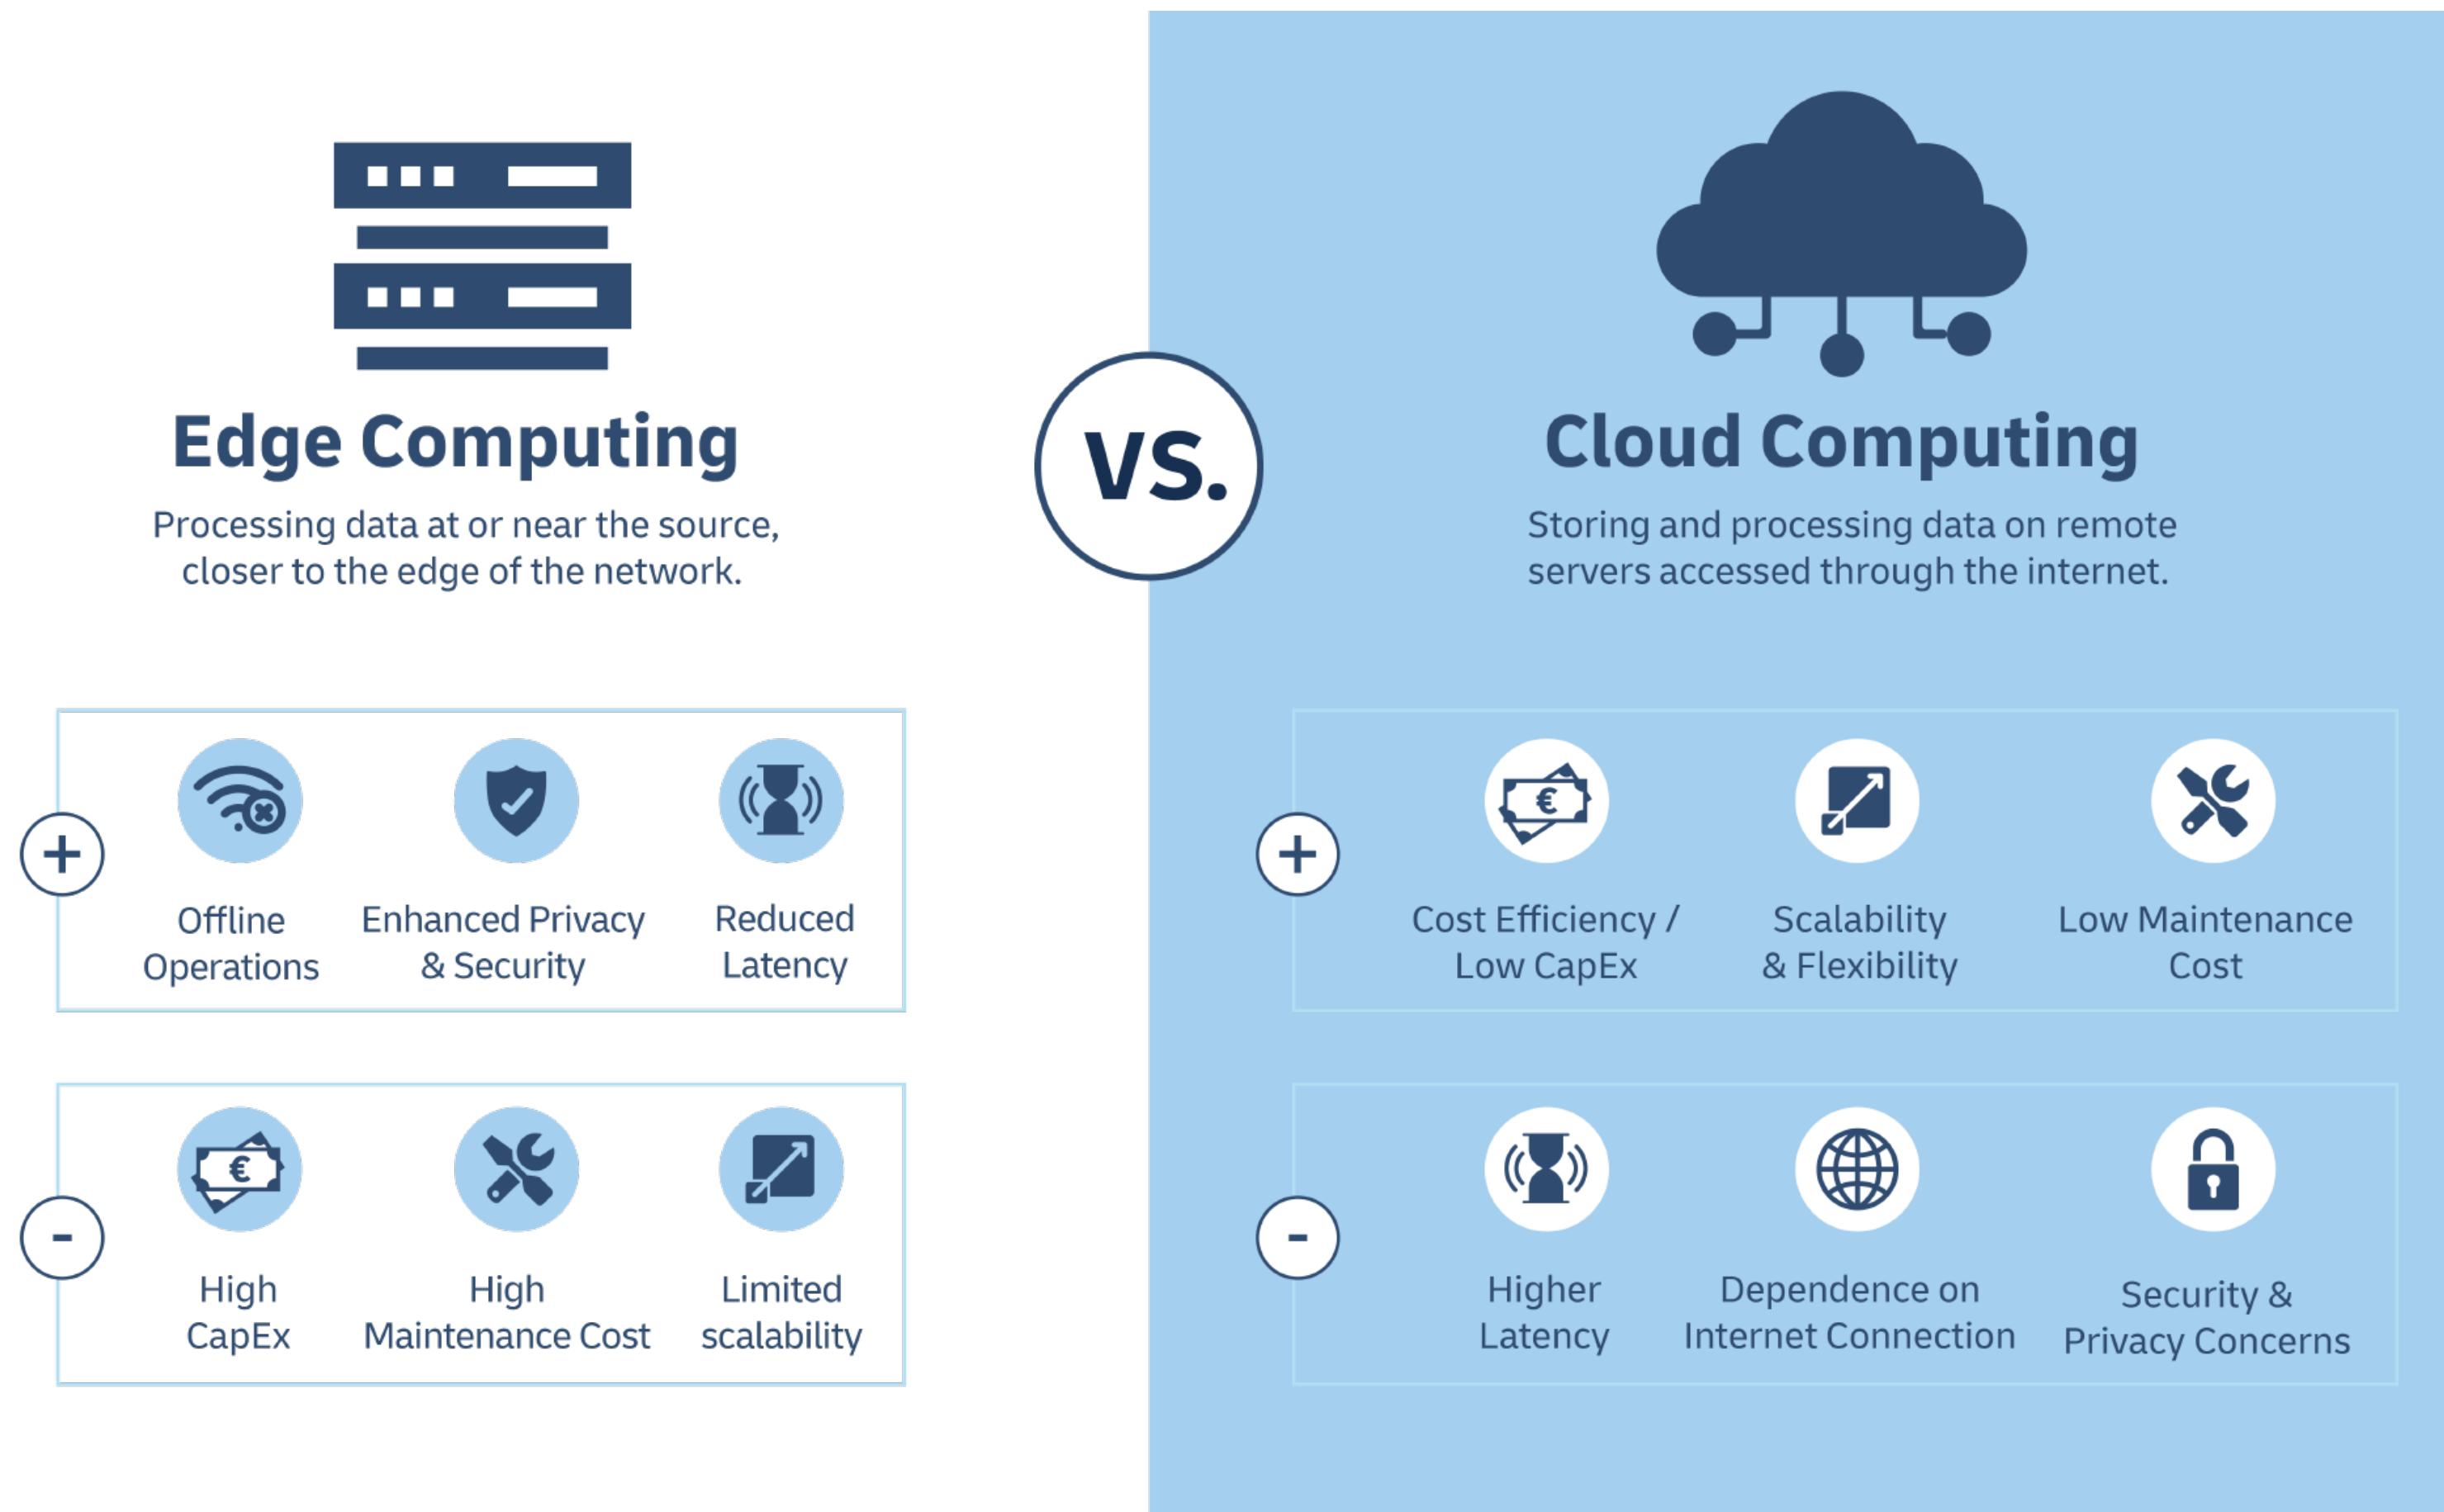 Edge Computing
Processing data at or near the source,
closer to the edge of the network.
+
Offline
Operations
Enhanced Privacy
& Security
Reduced
Latency
-
€
High
CapEx
High
Maintenance Cost
Limited
scalability
VS.
Cloud Computing
Storing and processing data on remote
servers accessed through the internet.
+
€
Cost Efficiency /
Low CapEx
Scalability
& Flexibility
Low Maintenance
Cost
-
Higher
Latency
Dependence on
Internet Connection
Security &
Privacy Concerns